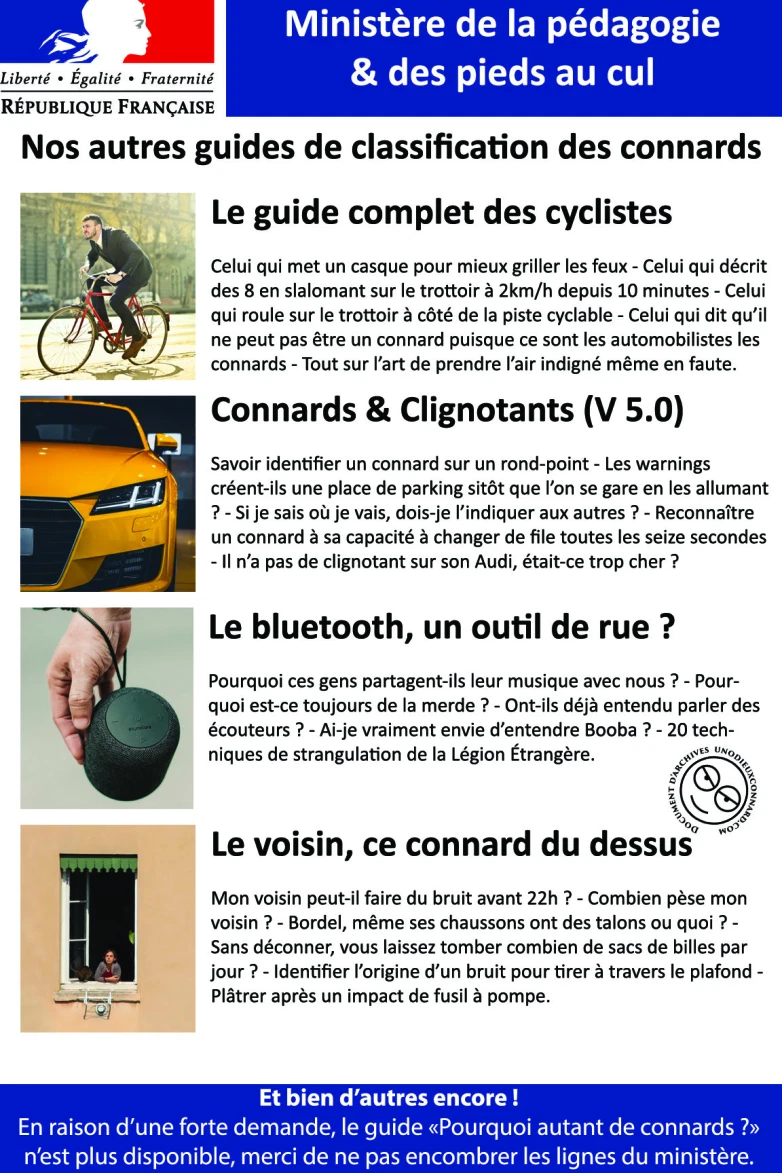 Liberté • Égalité • Fraternité
RÉPUBLIQUE FRANÇAISE
Ministère de la pédagogie
& des pieds au cul
Nos autres guides de classification des connards
Le guide complet des cyclistes
Celui qui met un casque pour mieux griller les feux - Celui qui décrit
des 8 en slalomant sur le trottoir à 2km/h depuis 10 minutes - Celui
qui roule sur le trottoir à côté de la piste cyclable - Celui qui dit qu’il
ne peut pas être un connard puisque ce sont les automobilistes les
connards - Tout sur l’art de prendre l’air indigné même en faute.
Connards & Clignotants (V 5.0)
Savoir identifier un connard sur un rond-point - Les warnings
créent-ils une place de parking sitôt que l’on se gare en les allumant
? - Si je sais où je vais, dois-je l’indiquer aux autres ? - Reconnaître
un connard à sa capacité à changer de file toutes les seize secondes
- Il n’a pas de clignotant sur son Audi, était-ce trop cher ?
Le bluetooth, un outil de rue ?
Pourquoi ces gens partagent-ils leur musique avec nous ? - Pour-
quoi est-ce toujours de la merde ? - Ont-ils déjà entendu parler des
écouteurs ? - Ai-je vraiment envie d’entendre Booba ? - 20 tech-
niques de strangulation de la Légion Étrangère.
DOCUMENT D'ARCHIVES UNODIEUXCONNARD.COM
Le voisin, ce connard du dessus
Mon voisin peut-il faire du bruit avant 22h ? - Combien pèse mon
voisin ? - Bordel, même ses chaussons ont des talons ou quoi ? -
Sans déconner, vous laissez tomber combien de sacs de billes par
jour ? - Identifier l’origine d’un bruit pour tirer à travers le plafond -
Plâtrer après un impact de fusil à pompe.
Et bien d’autres encore !
En raison d’une forte demande, le guide «Pourquoi autant de connards ?»
n’est plus disponible, merci de ne pas encombrer les lignes du ministère.